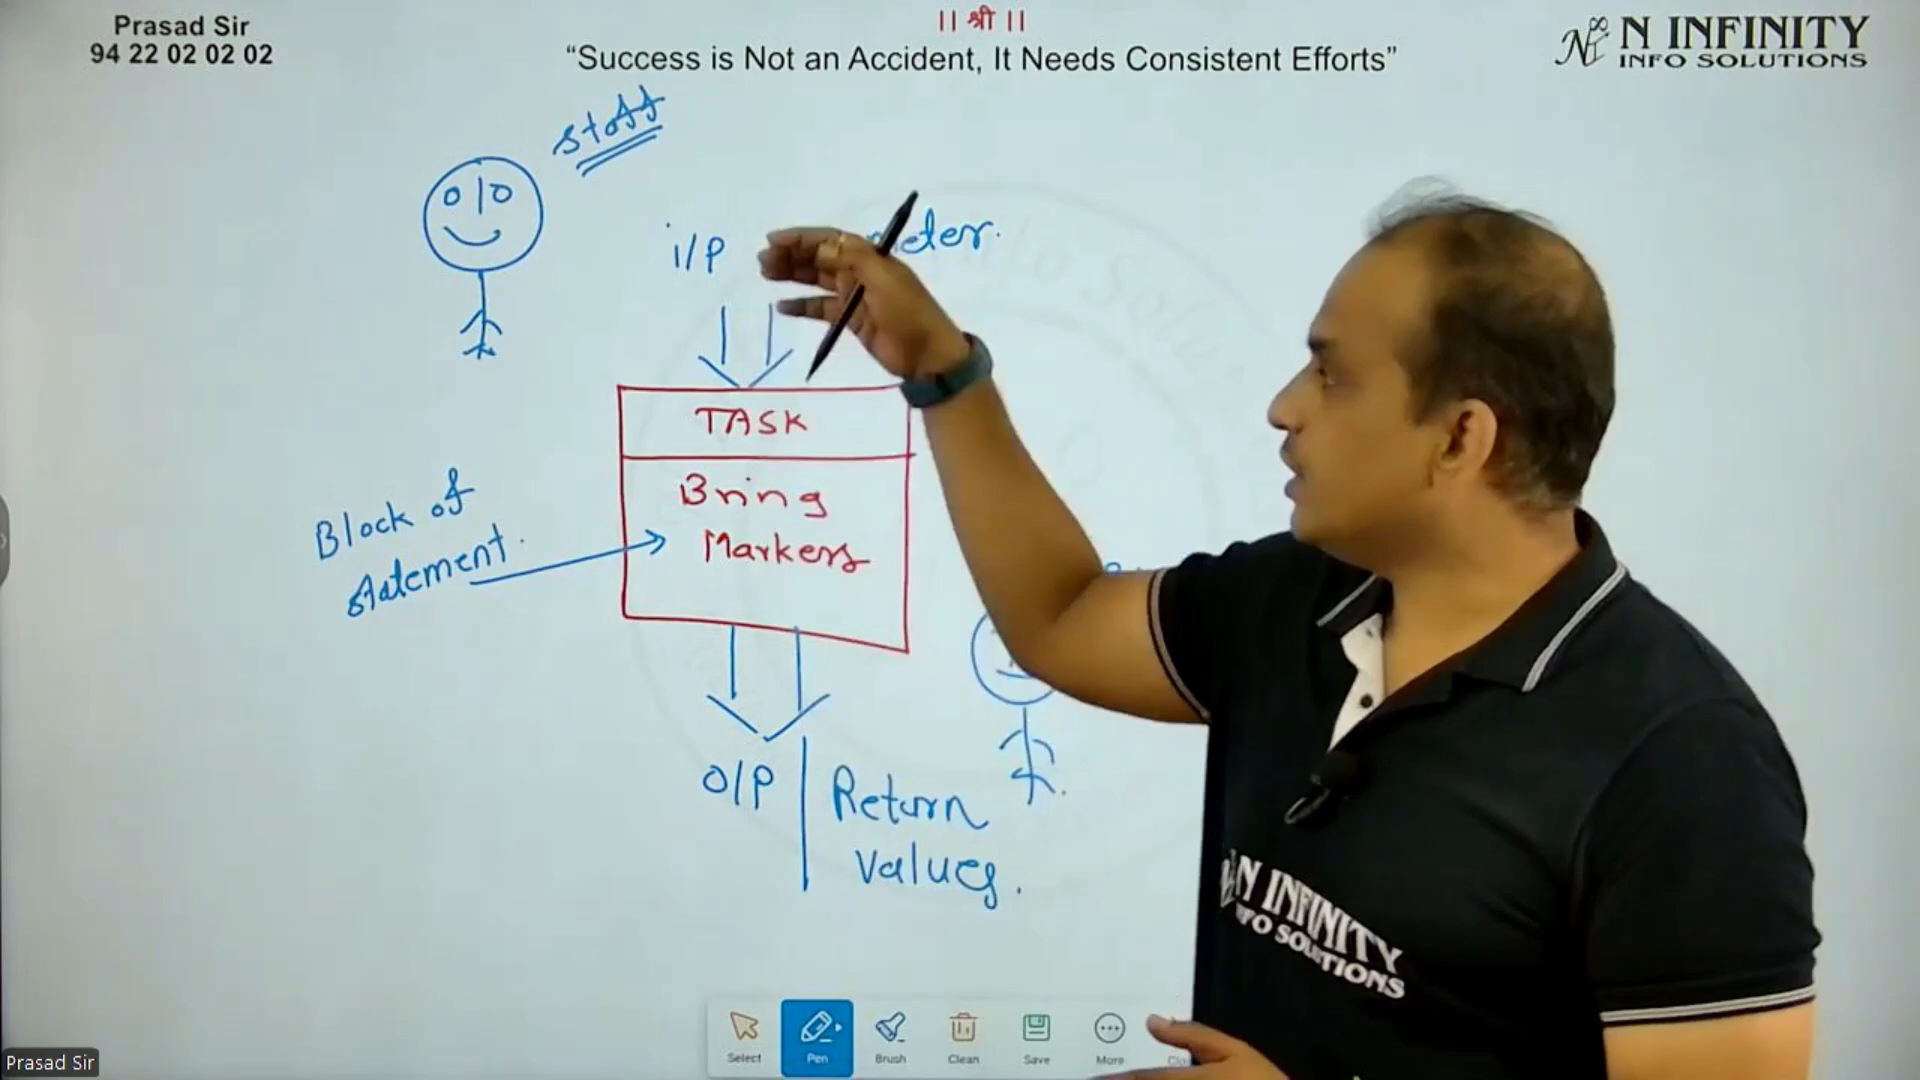 Prasad Sir
94 22 02 02 02
|| श्री ||
“Success is Not an Accident, It Needs Consistent Efforts”
N INFINITY
INFO SOLUTIONS
staff
i/P
TASK
Bring
Markers
Block of
statement.
O/P
Return
values.
N INFINITY
INFO SOLUTIONS
Select
Pen
Brush
Clean
Save
More
Prasad Sir